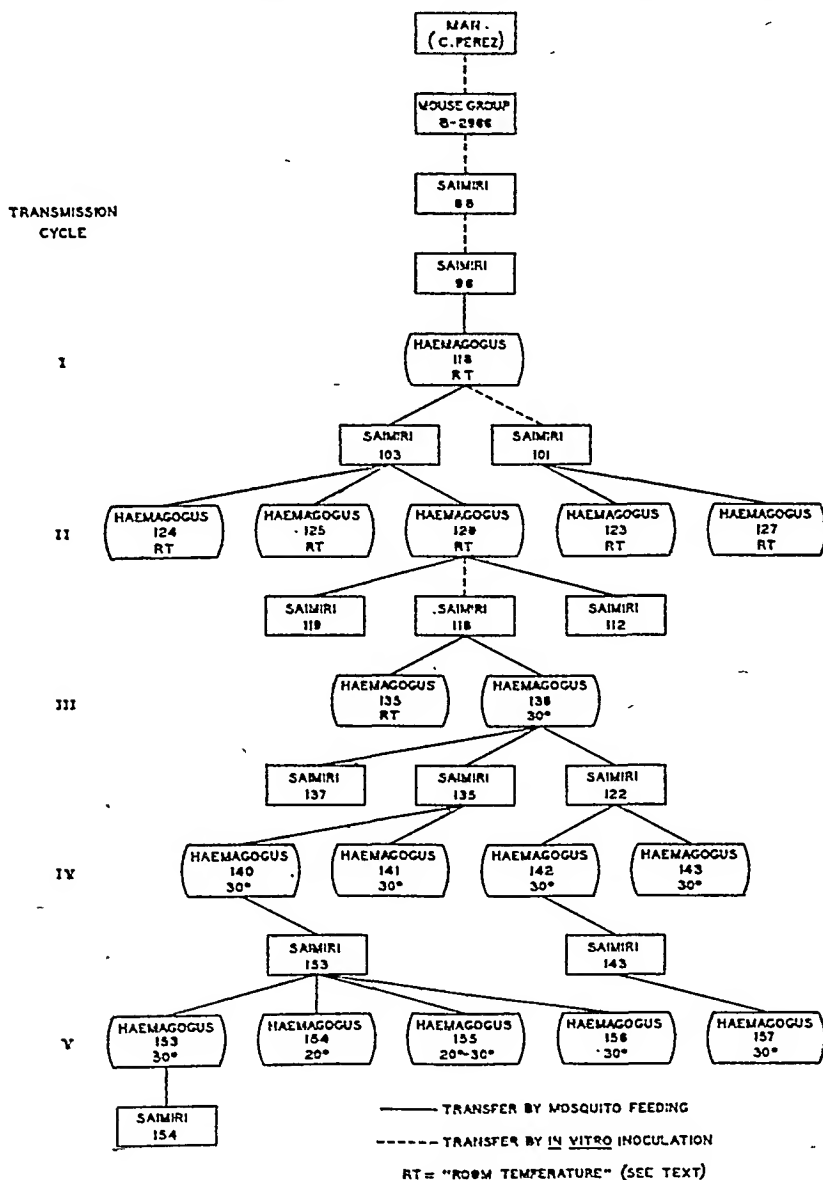 MAN.
(C. PEREZ)
MOUSE GROUP
B-2966
SAIMIRI
88
TRANSMISSION
CYCLE
SAIMIRI
96
I
HAEMAGOGUS
118
RT
SAIMIRI
103
SAIMIRI
101
II
HAEMAGOGUS
124
RT
HAEMAGOGUS
125
RT
HAEMAGOGUS
126
RT
HAEMAGOGUS
123
RT
HAEMAGOGUS
127
RT
SAIMIRI
119
SAIMIRI
118
SAIMIRI
112
III
HAEMAGOGUS
135
RT
HAEMAGOGUS
136
30°
SAIMIRI
137
SAIMIRI
135
SAIMIRI
122
IV
HAEMAGOGUS
140
30°
HAEMAGOGUS
141
30°
HAEMAGOGUS
142
30°
HAEMAGOGUS
143
30°
SAIMIRI
153
SAIMIRI
143
V
HAEMAGOGUS
153
30°
HAEMAGOGUS
154
20°
HAEMAGOGUS
155
20°-30°
HAEMAGOGUS
156
30°
HAEMAGOGUS
157
30°
SAIMIRI
154
TRANSFER BY MOSQUITO FEEDING
TRANSFER BY IN VITRO INOCULATION
RT = "ROOM TEMPERATURE" (SEE TEXT)